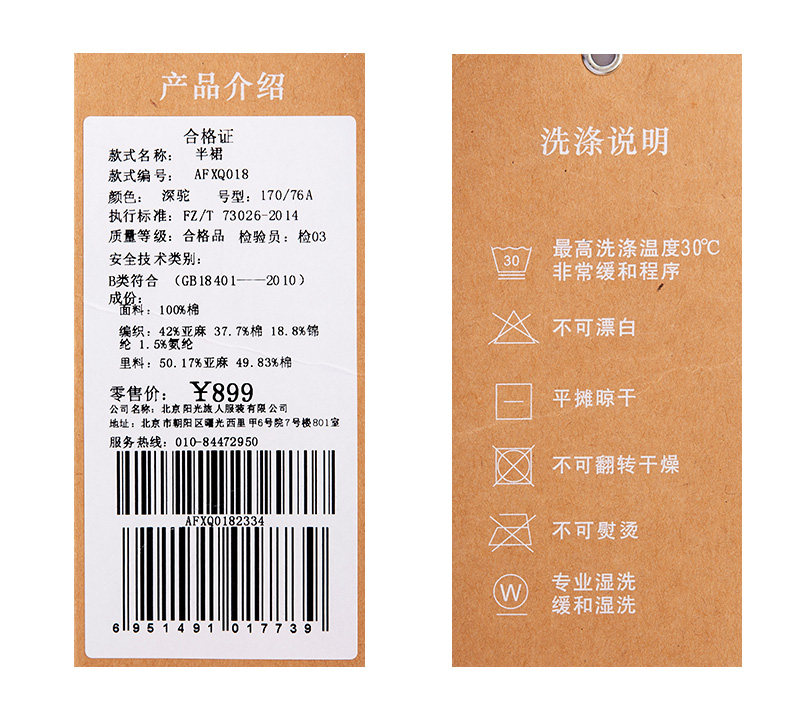 产品介绍
合格证
款式名称： 半裙
款式编号： AFXQ018
颜色： 深驼 号型：170/76A
执行标准：FZ/T 73026-2014
质量等级：合格品 检验员：检03
安全技术类别：
B类符合 （GB18401——2010）
成份：
面料：100%棉
编织：42%亚麻 37.7%棉 18.8%锦
纶 1.5%氨纶
里料：50.17%亚麻 49.83%棉
零售价： ¥899
公司名称：北京阳光旅人服装有限公司
地址：北京市朝阳区曙光西里甲6号院7号楼801室
服务热线：010-84472950
AFXQ0182334
6951491017739
洗涤说明
30
最高洗涤温度30℃
非常缓和程序
不可漂白
平摊晾干
不可翻转干燥
不可熨烫
W
专业湿洗
缓和湿洗